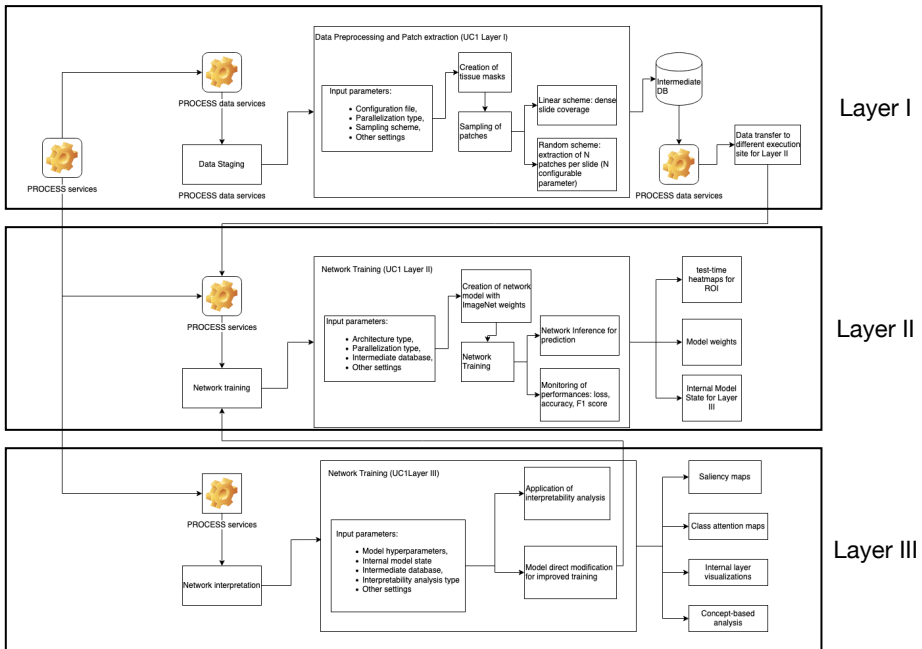 Data Preprocessing and Patch extraction (UC1 Layer I)
PROCESS data services
Input parameters:
• Configuration file,
• Parallelization type,
• Sampling scheme,
• Other settings
Creation of
tissue masks
Sampling of
patches
Linear scheme: dense
slide coverage
Random scheme:
extraction of N
patches per slide (N
configurable
parameter)
Intermediate
DB
Data transfer to
different execution
site for Layer II
PROCESS data services
Layer I
PROCESS services
Data Staging
PROCESS data services
Network Training (UC1 Layer II)
PROCESS services
Network training
Input parameters:
• Architecture type,
• Parallelization type,
• Intermediate database,
• Other settings
Creation of network
model with
ImageNet weights
Network
Training
Network Inference for
prediction
Monitoring of
performances: loss,
accuracy, F1 score
test-time
heatmaps for
ROI
Model weights
Internal Model
State for Layer
III
Layer II
Network Training (UC1Layer III)
PROCESS services
Network interpretation
Input parameters:
• Model hyperparameters,
• Internal model state
• Intermediate database,
• Interpretability analysis type
• Other settings
Application of
interpretability analysis
Model direct modification
for improved training
Saliency maps
Class attention maps
Internal layer
visualizations
Concept-based
analysis
Layer III